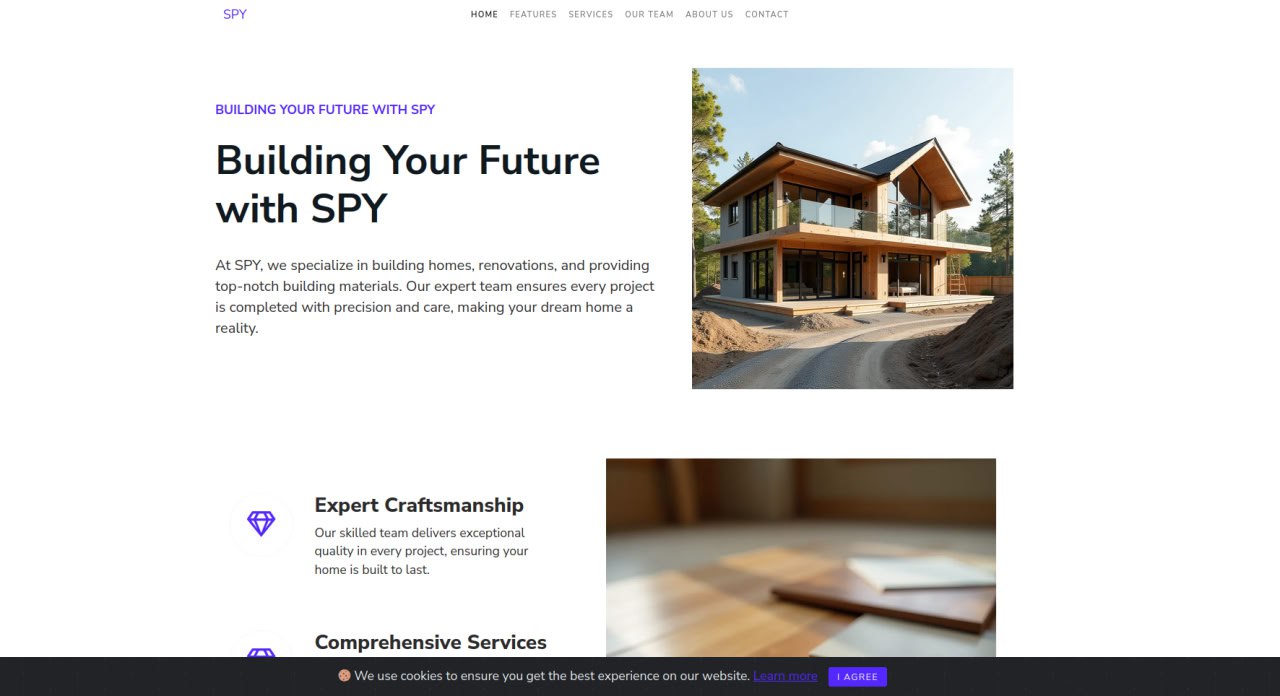 SPY
HOME FEATURES SERVICES OUR TEAM ABOUT US CONTACT
BUILDING YOUR FUTURE WITH SPY
Building Your Future
with SPY
At SPY, we specialize in building homes, renovations, and providing
top-notch building materials. Our expert team ensures every project
is completed with precision and care, making your dream home a
reality.
Expert Craftsmanship
Our skilled team delivers exceptional
quality in every project, ensuring your
home is built to last.
Comprehensive Services
We use cookies to ensure you get the best experience on our website. Learn more I AGREE